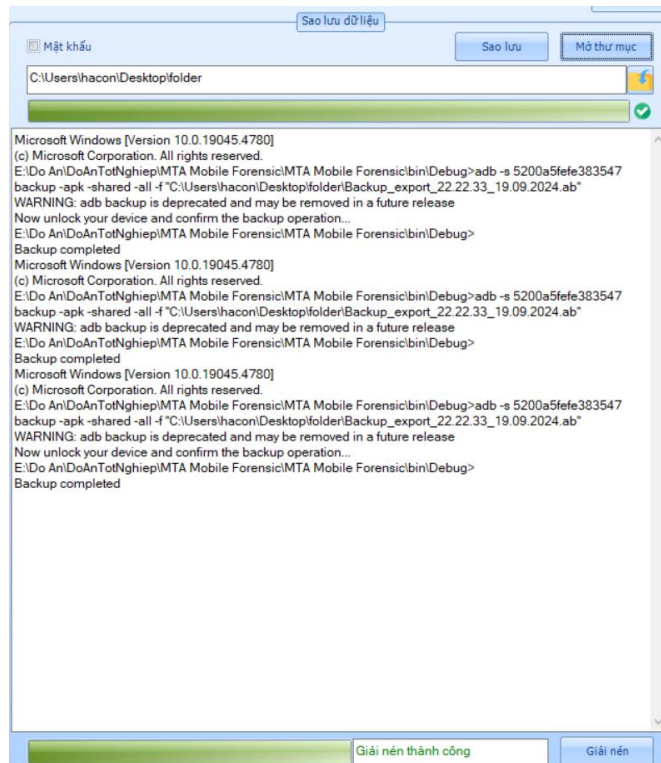 Sao lưu dữ liệu
Mật khẩu
Sao lưu
Mở thư mục
C:\Users\hacon\Desktop\folder
Microsoft Windows [Version 10.0.19045.4780]
(c) Microsoft Corporation. All rights reserved.
E:\Do An\DoAnTotNghiep\MTA Mobile Forensic\MTA Mobile Forensic\bin\Debug>adb -s 5200a5fefe383547
backup -apk -shared -all -f "C:\Users\hacon\Desktop\folder\Backup_export_22.22.33_19.09.2024.ab"
WARNING: adb backup is deprecated and may be removed in a future release
Now unlock your device and confirm the backup operation...
E:\Do An\DoAnTotNghiep\MTA Mobile Forensic\MTA Mobile Forensic\bin\Debug>
Backup completed
Microsoft Windows [Version 10.0.19045.4780]
(c) Microsoft Corporation. All rights reserved.
E:\Do An\DoAnTotNghiep\MTA Mobile Forensic\MTA Mobile Forensic\bin\Debug>adb -s 5200a5fefe383547
backup -apk -shared -all -f "C:\Users\hacon\Desktop\folder\Backup_export_22.22.33_19.09.2024.ab"
WARNING: adb backup is deprecated and may be removed in a future release
E:\Do An\DoAnTotNghiep\MTA Mobile Forensic\MTA Mobile Forensic\bin\Debug>
Backup completed
Microsoft Windows [Version 10.0.19045.4780]
(c) Microsoft Corporation. All rights reserved.
E:\Do An\DoAnTotNghiep\MTA Mobile Forensic\MTA Mobile Forensic\bin\Debug>adb -s 5200a5fefe383547
backup -apk -shared -all -f "C:\Users\hacon\Desktop\folder\Backup_export_22.22.33_19.09.2024.ab"
WARNING: adb backup is deprecated and may be removed in a future release
Now unlock your device and confirm the backup operation...
E:\Do An\DoAnTotNghiep\MTA Mobile Forensic\MTA Mobile Forensic\bin\Debug>
Backup completed
Giải nén thành công
Giải nén